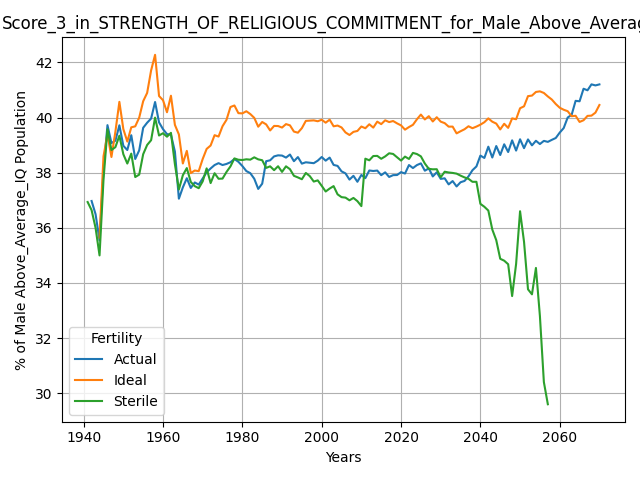 Score_3_in_STRENGTH_OF_RELIGIOUS_COMMITMENT_for_Male_Above_Averag
42
40
38
36
34
32
30
% of Male Above_Average_IQ Population
Fertility
Actual
Ideal
Sterile
1940 1960 1980 2000 2020 2040 2060
Years